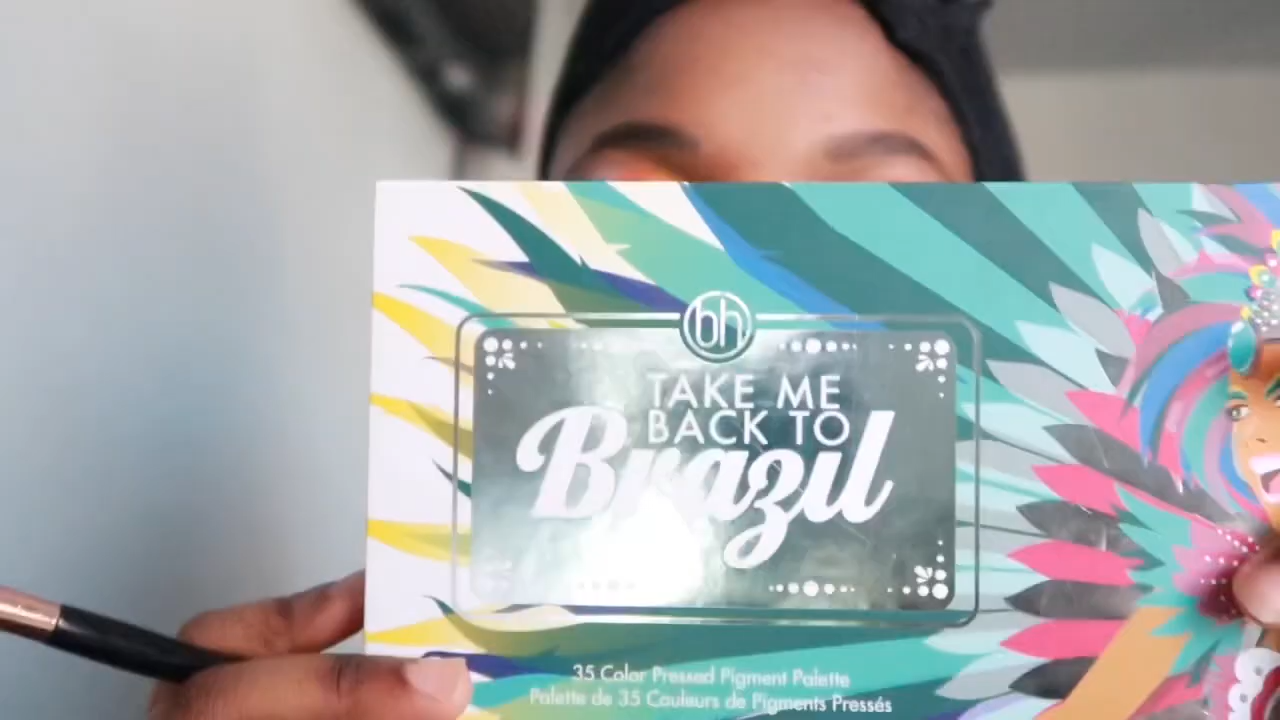 bh
TAKE ME
BACK TO
Brazil
35 Color Pressed Pigment Palette
Palette de 35 Couleurs de Pigments Pressés